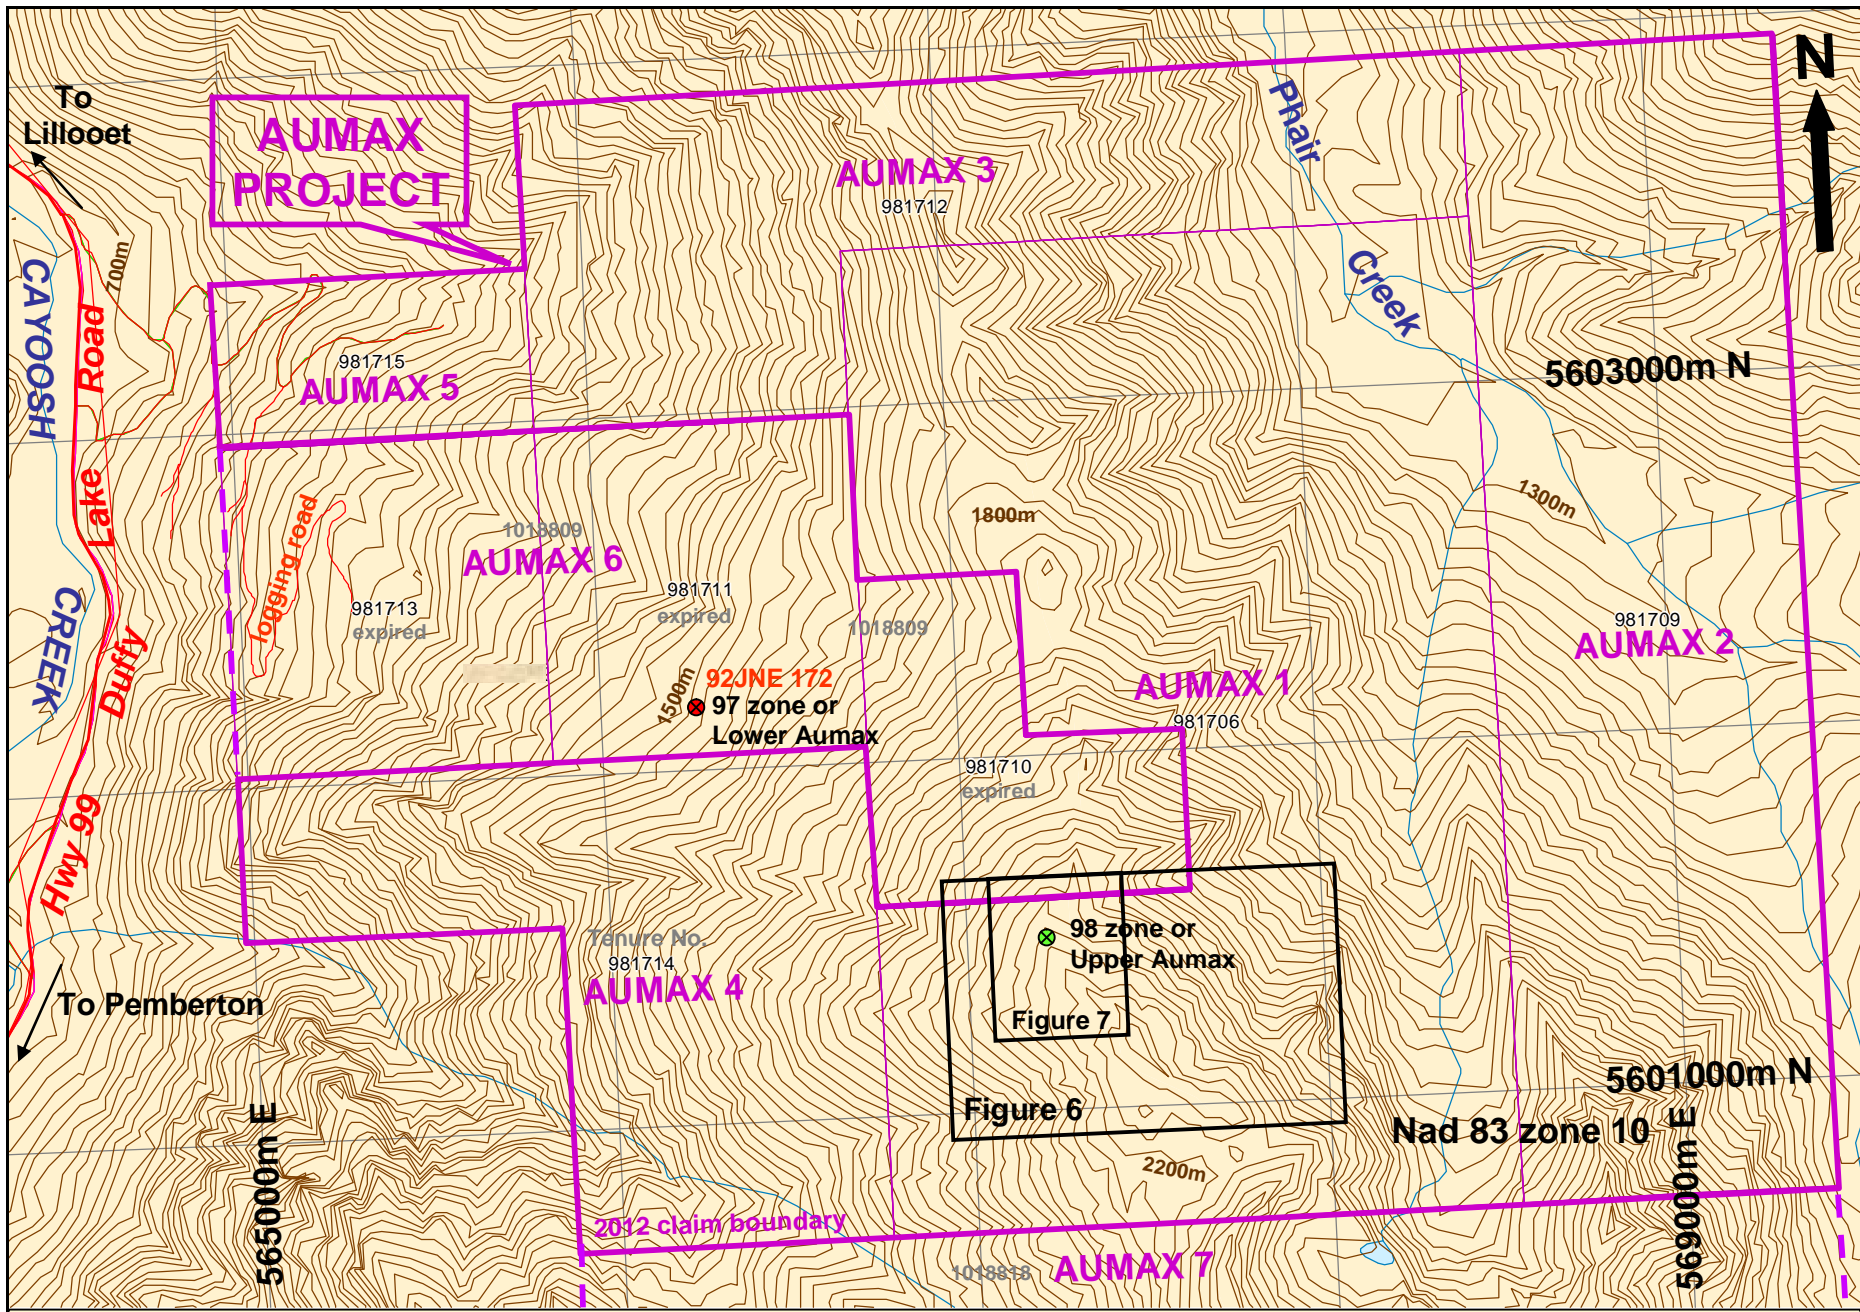 N
To
Lillooet
AUMAX
PROJECT
Phair
Creek
AUMAX 3
981712
700m
CAYOOSH
CREEK
Hwy 99
Duffy
Lake
Road
5603000m N
981715
AUMAX 5
1300m
1800m
logging road
1018809
AUMAX 6
981711
expired
981713
expired
1018809
981709
AUMAX 2
92JNE 172
1500m
97 zone or
Lower Aumax
AUMAX 1
981706
981710
expired
98 zone or
Upper Aumax
Tenure No.
981714
AUMAX 4
To Pemberton
Figure 7
Figure 6
5601000m N
Nad 83 zone 10
565000m E
569000m E
2200m
2012 claim boundary
AUMAX 7
1018818